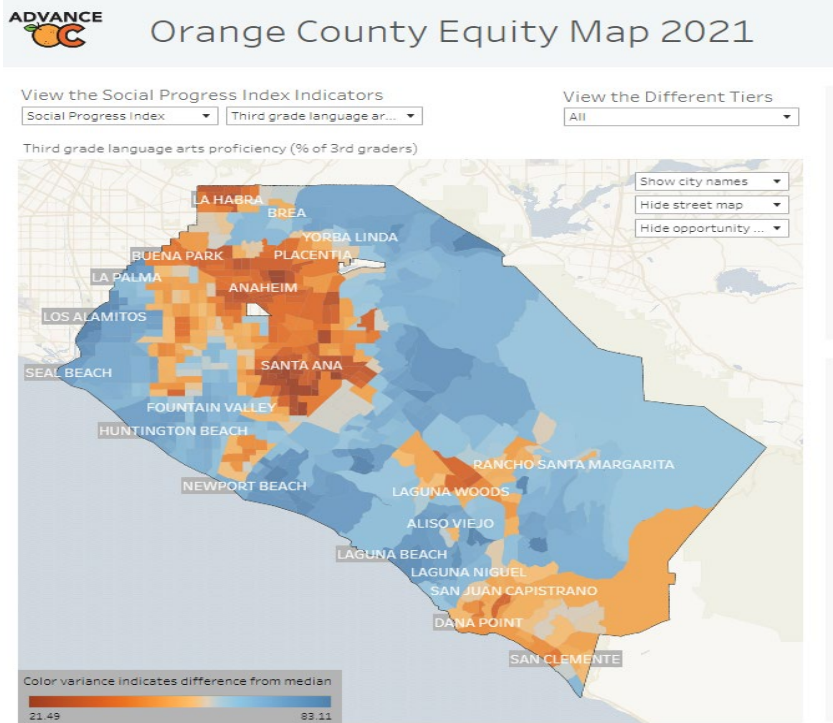 ADVANCE
OC
Orange County Equity Map 2021
View the Social Progress Index Indicators
View the Different Tiers
Social Progress Index
Third grade language ar...
All
Third grade language arts proficiency (% of 3rd graders)
Show city names
Hide street map
Hide opportunity ...
LA HABRA
BREA
YORBA LINDA
BUENA PARK
PLACENTIA
LA PALMA
ANAHEIM
LOS ALAMITOS
SANTA ANA
SEAL BEACH
FOUNTAIN VALLEY
HUNTINGTON BEACH
RANCHO SANTA MARGARITA
NEWPORT BEACH
LAGUNA WOODS
ALISO VIEJO
LAGUNA BEACH
LAGUNA NIGUEL
SAN JUAN CAPISTRANO
DANA POINT
SAN CLEMENTE
Color variance indicates difference from median
21.49
83.11